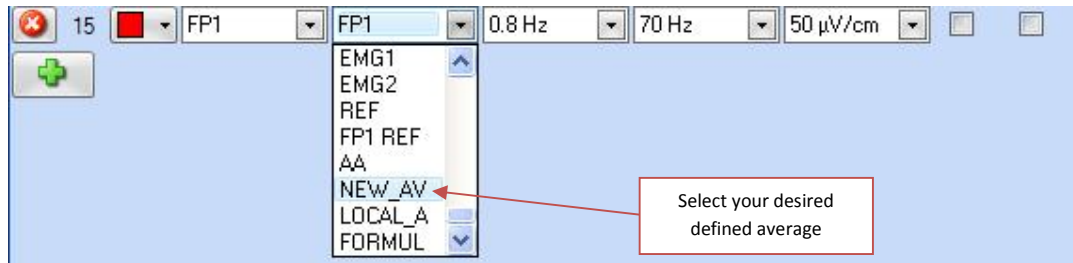 15 FP1 FP1 0.8 Hz 70 Hz 50 µV/cm
EMG1
EMG2
REF
FP1 REF
AA
NEW_AV
LOCAL_A
FORMUL
Select your desired
defined average